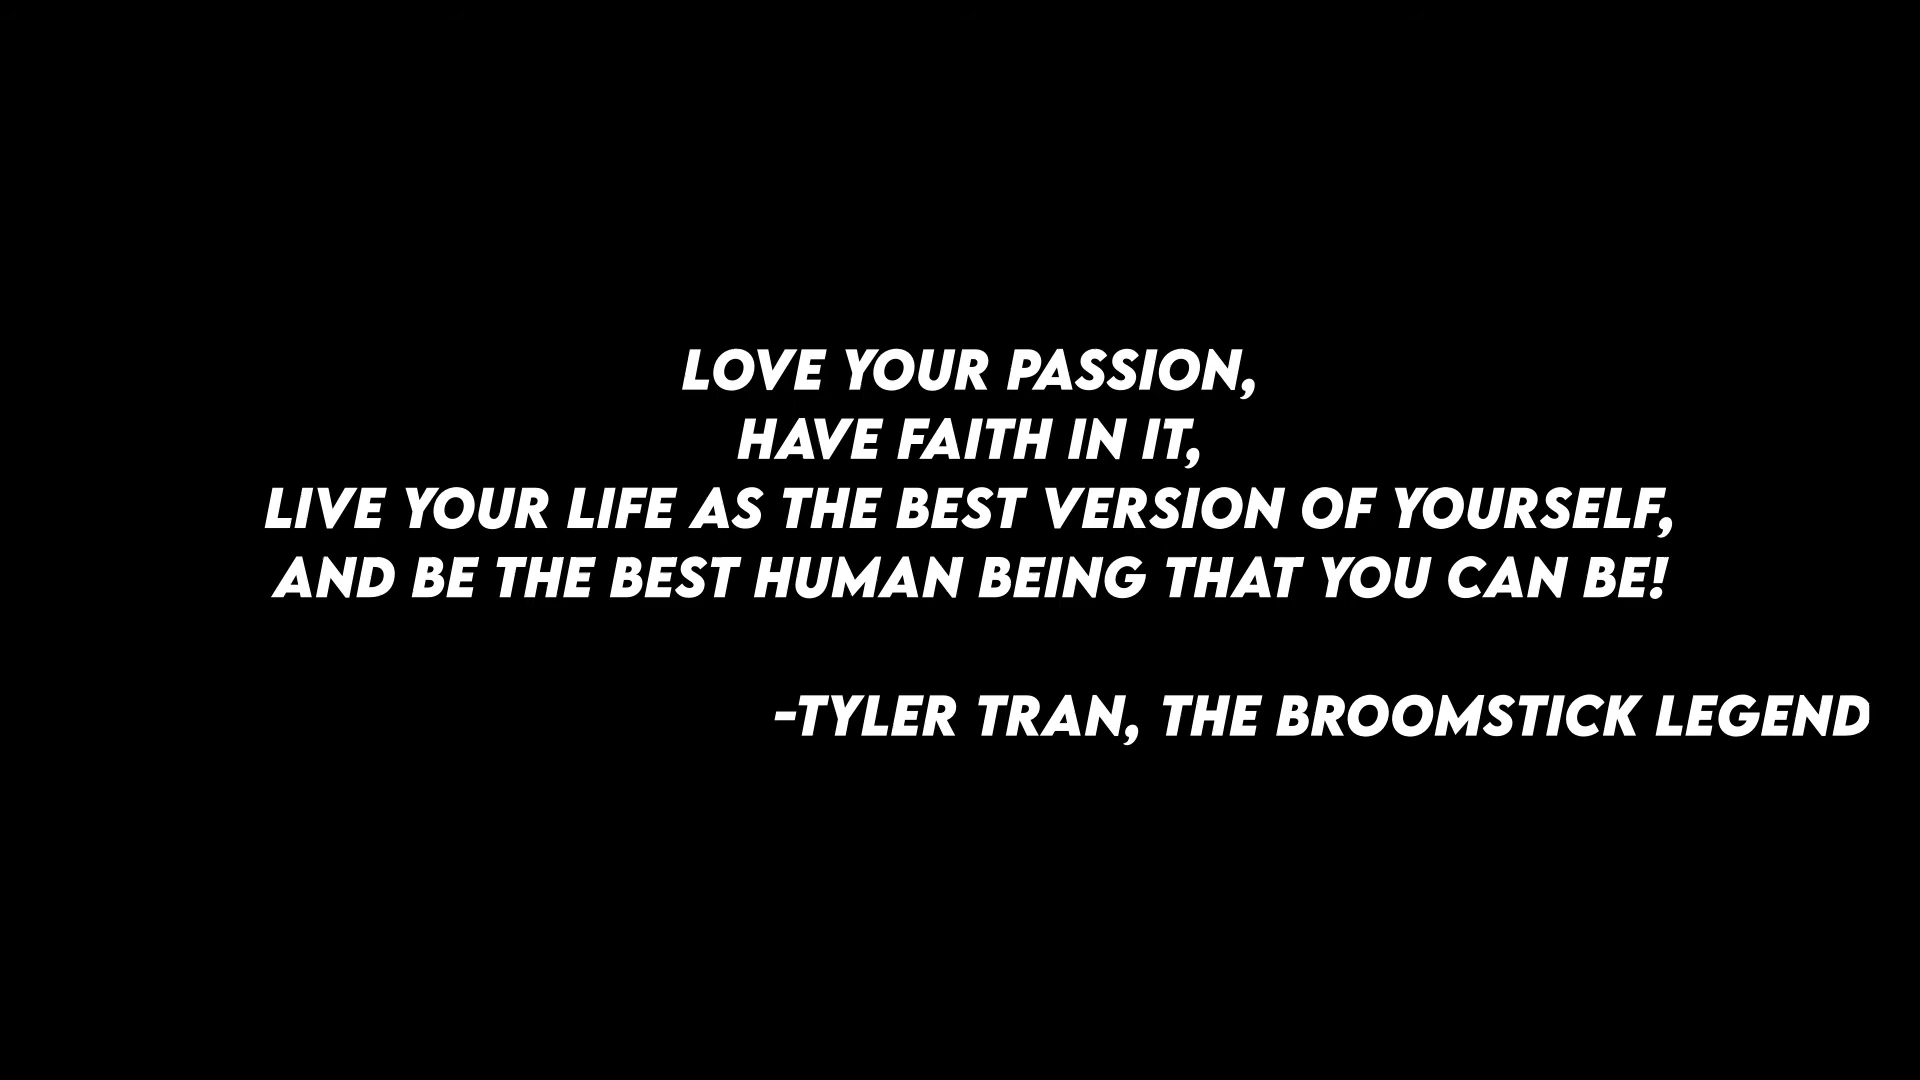 LOVE YOUR PASSION,
HAVE FAITH IN IT,
LIVE YOUR LIFE AS THE BEST VERSION OF YOURSELF,
AND BE THE BEST HUMAN BEING THAT YOU CAN BE!
-TYLER TRAN, THE BROOMSTICK LEGEND